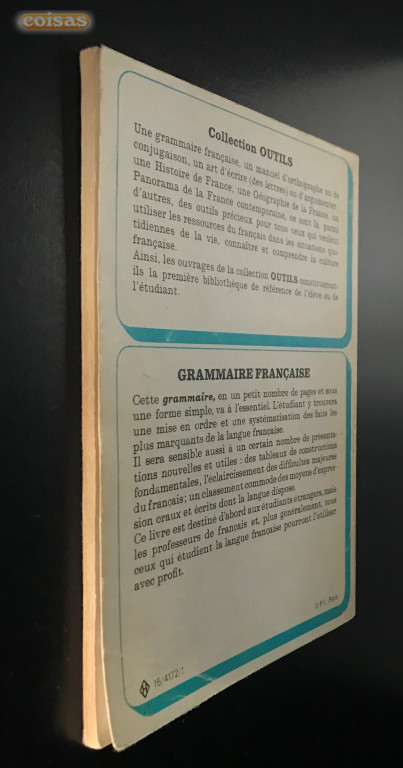 coisas
Collection OUTILS
Une grammaire française, un manuel d'orthographe ou de
conjugaison, un art d'écrire (des lettres) ou d'argumenter
une Histoire de France, une Géographie de la France, un
Panorama de la France contemporaine, ce sont là, parmi
d'autres, des outils précieux pour tous ceux qui veulent
utiliser les ressources du français dans les situations quo-
tidiennes de la vie, connaître et comprendre la culture
française.
Ainsi, les ouvrages de la collection OUTILS
ils la première bibliothèque de référence de l'élève ou de
l'étudiant.
GRAMMAIRE FRANÇAISE
Cette grammaire, en un petit nombre de pages et sous
une forme simple, va à l'essentiel. L'étudiant y trouvera
une mise en ordre et une systématisation des faits les
plus marquants de la langue française.
Il sera sensible aussi à un certain nombre de présenta-
tions nouvelles et utiles : des tableaux de constructions
fondamentales, l'éclaircissement des difficultés majeures
du français; un classement commode des moyens d'expres-
sion oraux et écrits dont la langue dispose.
Ce livre est destiné d'abord aux étudiants étrangers, mais
les professeurs de français et, plus généralement, tous
ceux qui étudient la langue française pourront l'utiliser
avec profit.
15/4172/1